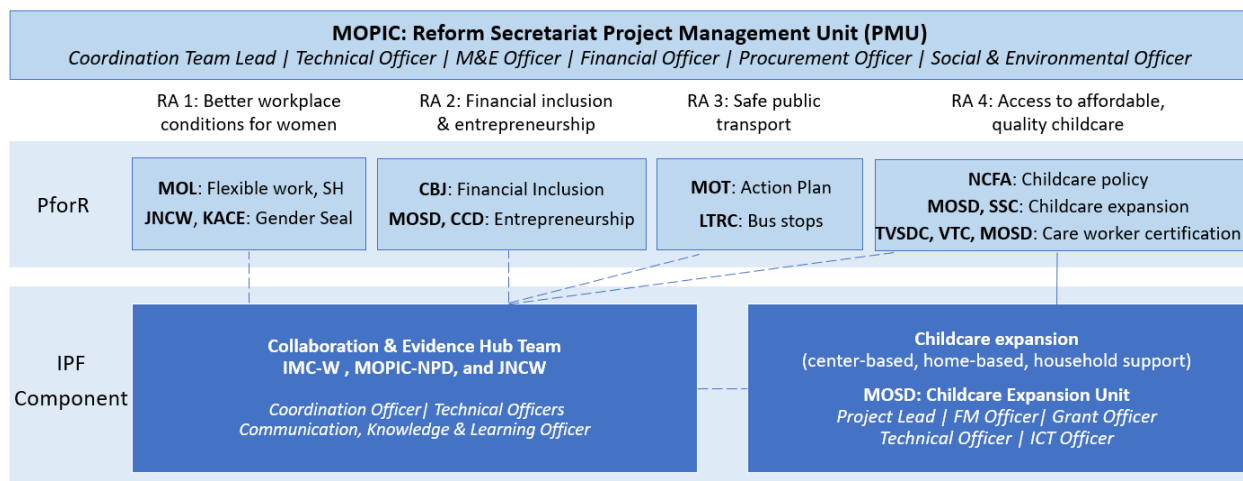 MOPIC: Reform Secretariat Project Management Unit (PMU)
Coordination Team Lead | Technical Officer | M&E Officer | Financial Officer | Procurement Officer | Social & Environmental Officer
RA 1: Better workplace
conditions for women
RA 2: Financial inclusion
& entrepreneurship
RA 3: Safe public
transport
RA 4: Access to affordable,
quality childcare
PforR
MOL: Flexible work, SH
JNCW, KACE: Gender Seal
CBJ: Financial Inclusion
MOSD, CCD: Entrepreneurship
MOT: Action Plan
LTRC: Bus stops
NCFA: Childcare policy
MOSD, SSC: Childcare expansion
TVSDC, VTC, MOSD: Care worker certification
IPF
Component
Collaboration & Evidence Hub Team
IMC-W , MOPIC-NPD, and JNCW
Coordination Officer| Technical Officers
Communication, Knowledge & Learning Officer
Childcare expansion
(center-based, home-based, household support)
MOSD: Childcare Expansion Unit
Project Lead | FM Officer| Grant Officer
Technical Officer | ICT Officer